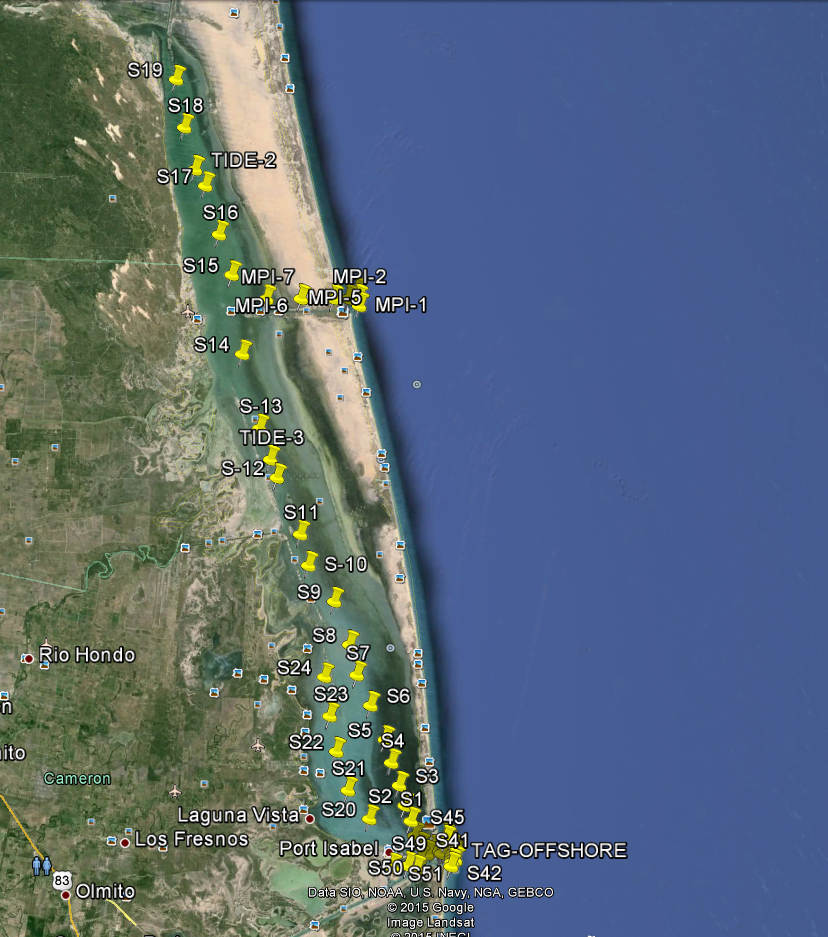 S19
S18
TIDE-2
S17
S16
S15
MPI-7
MPI-2
MPI-6
MPI-5
MPI-1
S14
S-13
TIDE-3
S-12
S11
S-10
S9
S8
S7
Rio Hondo
S24
S23
S6
n
S5
S4
ito
S22
Cameron
S21
S3
S2
S1
S20
Laguna Vista
S45
Los Fresnos
Port Isabel
S49
S41
TAG-OFFSHORE
S50
S51
S42
83
Olmito
Data SIO, NOAA, U.S. Navy, NGA, GEBCO
© 2015 Google
Image Landsat
© 2015 INEGI